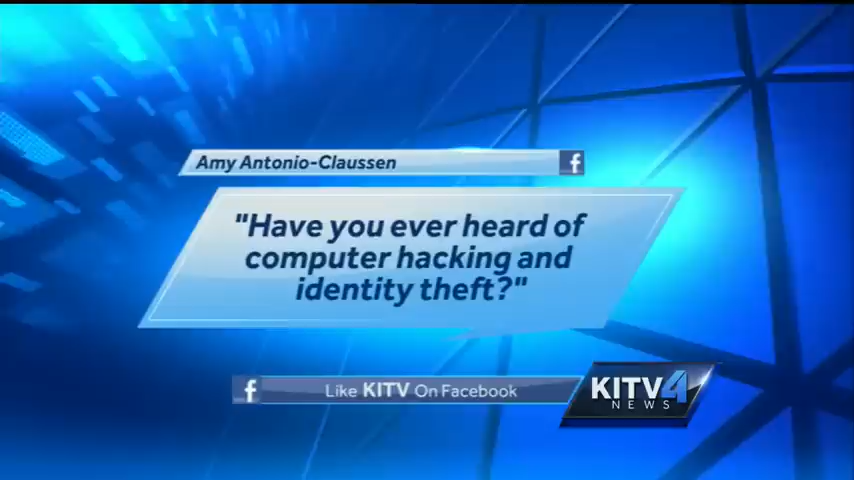 Amy Antonio-Claussen
f
"Have you ever heard of
computer hacking and
identity theft?"
f
Like KITV On Facebook
KITV4
NEWS